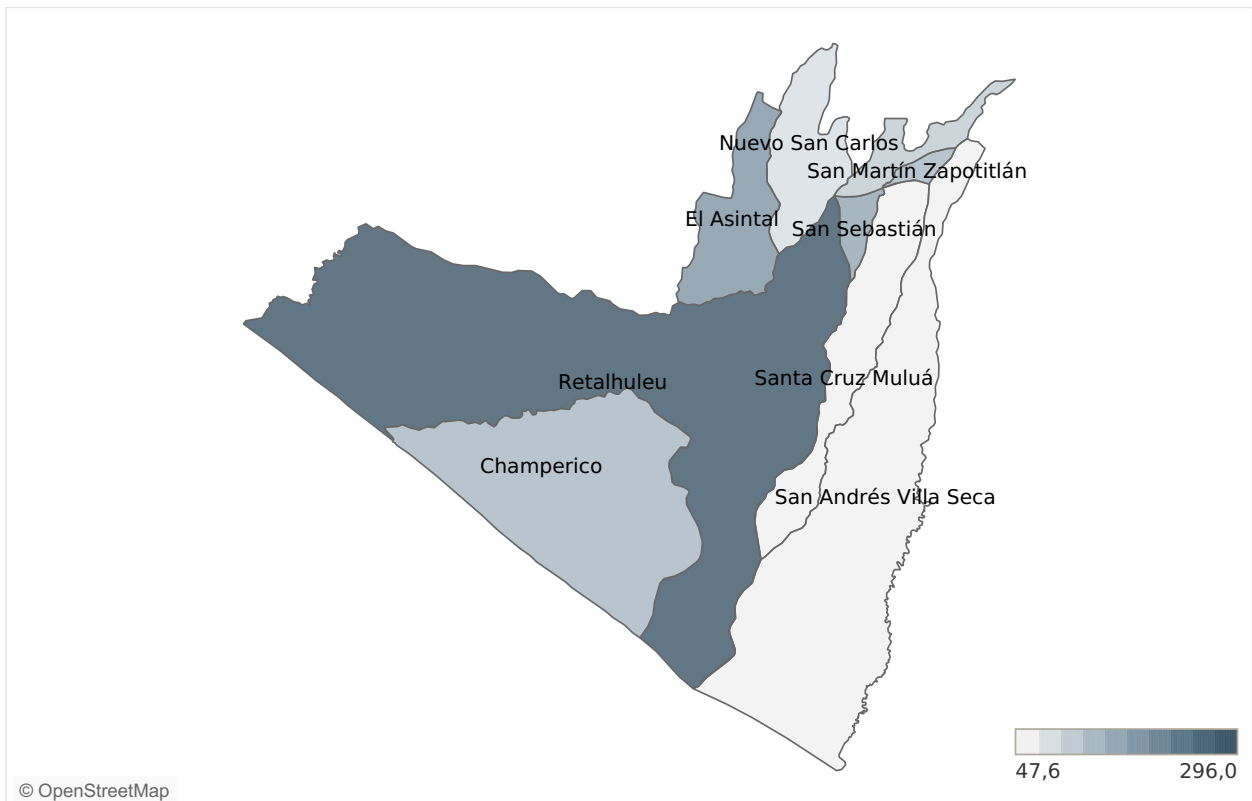 Nuevo San Carlos
San Martín Zapotitlán
El Asintal
San Sebastián
Retalhuleu
Santa Cruz Muluá
Champerico
San Andrés Villa Seca
47,6
296,0
© OpenStreetMap